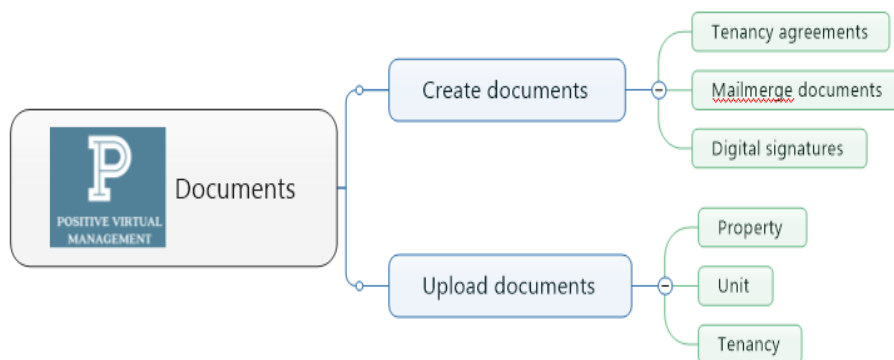 P
POSITIVE VIRTUAL
MANAGEMENT
Documents
Create documents
Tenancy agreements
Mailmerge documents
Digital signatures
Upload documents
Property
Unit
Tenancy